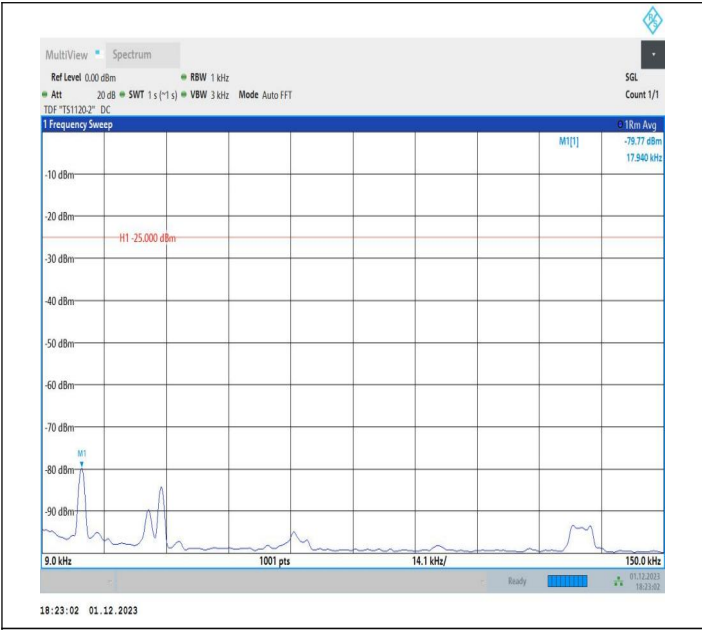 MultiView Spectrum
Ref Level 0.00 dBm RBW 1 kHz SGL
Att 20 dB SWT 1 s (~1 s) VBW 3 kHz Mode Auto FFT Count 1/1
TDF "TS1120-2" DC
1 Frequency Sweep 1Rm Avg
M1[1] -79.77 dBm
17.940 kHz
-10 dBm
-20 dBm
H1 -25.000 dBm
-30 dBm
-40 dBm
-50 dBm
-60 dBm
-70 dBm
M1
-80 dBm
-90 dBm
9.0 kHz 1001 pts 14.1 kHz/ 150.0 kHz
Ready 01.12.2023
18:23:02
18:23:02 01.12.2023